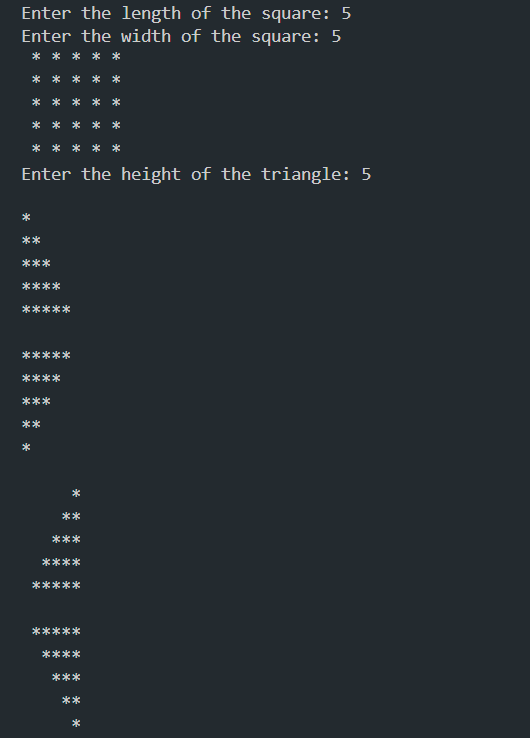 Enter the length of the square: 5
Enter the width of the square: 5
 * * * * *
 * * * * *
 * * * * *
 * * * * *
 * * * * *
Enter the height of the triangle: 5

*
**
***
****
*****

*****
****
***
**
*

     *
    **
   ***
  ****
 *****

 *****
  ****
   ***
    **
     *